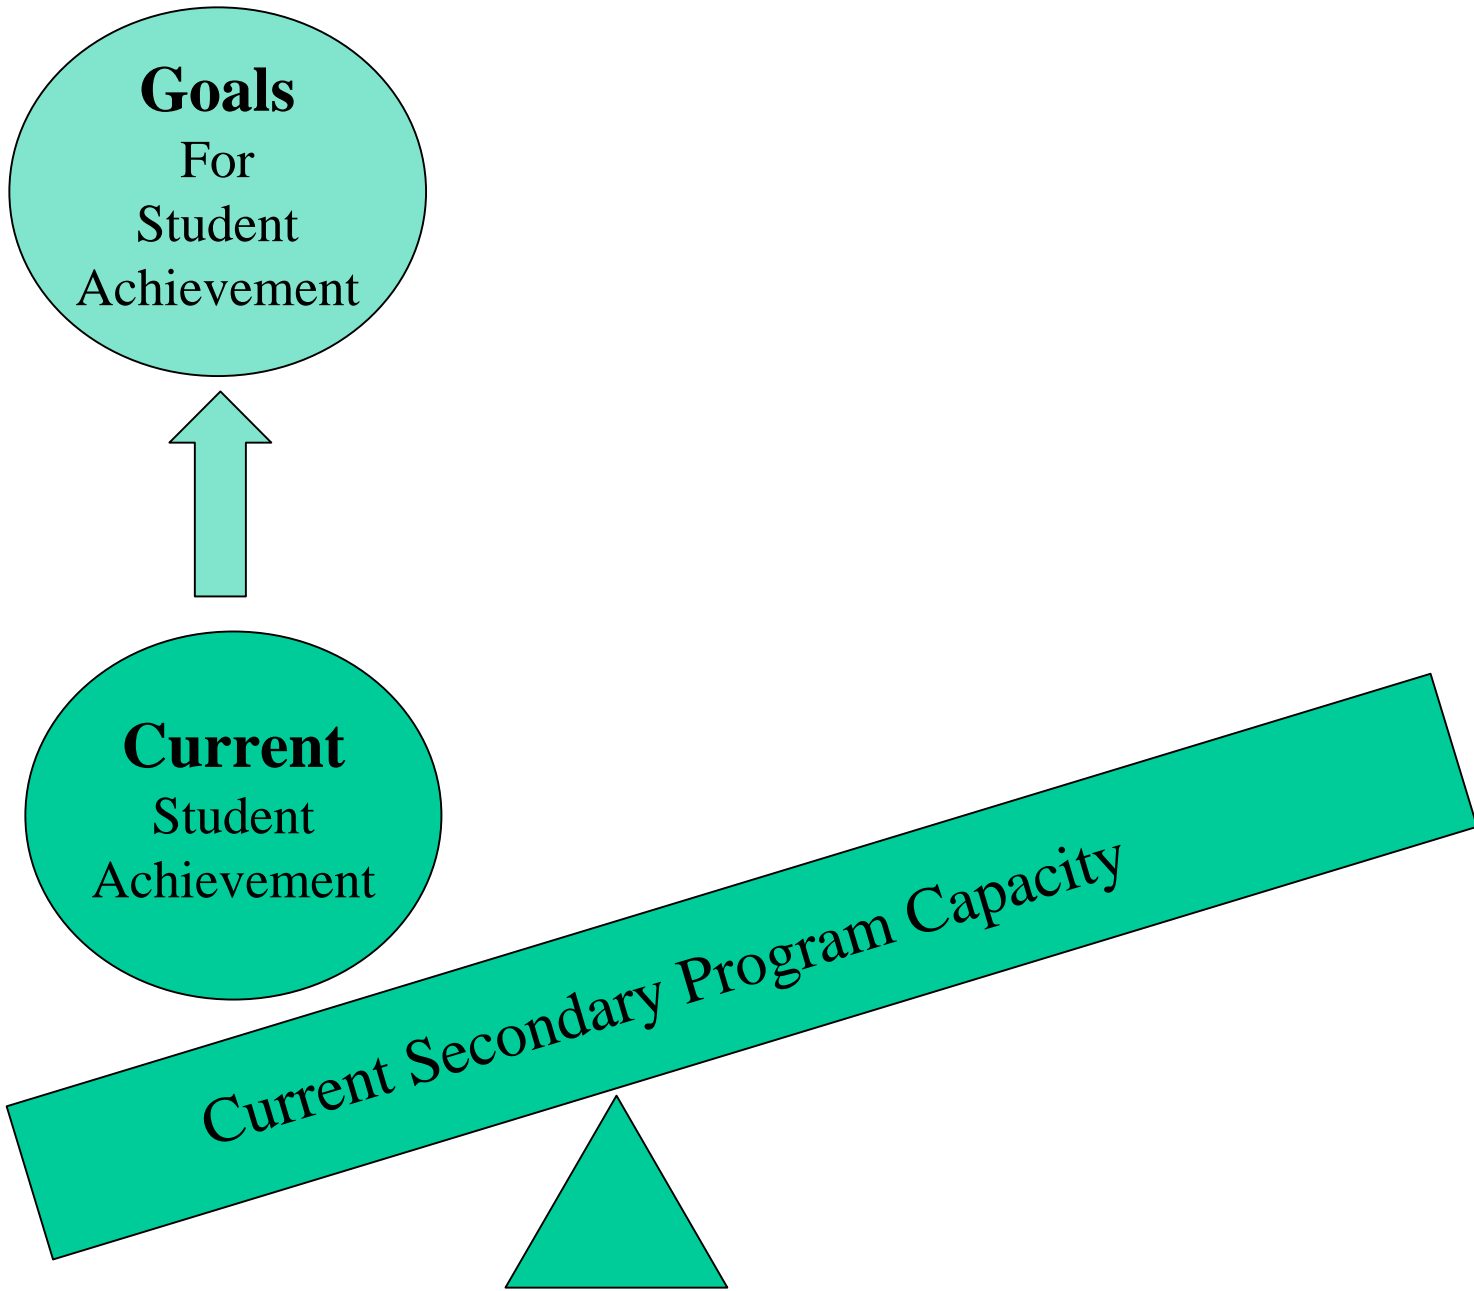 Goals
For
Student
Achievement
Current
Student
Achievement
Current Secondary Program Capacity